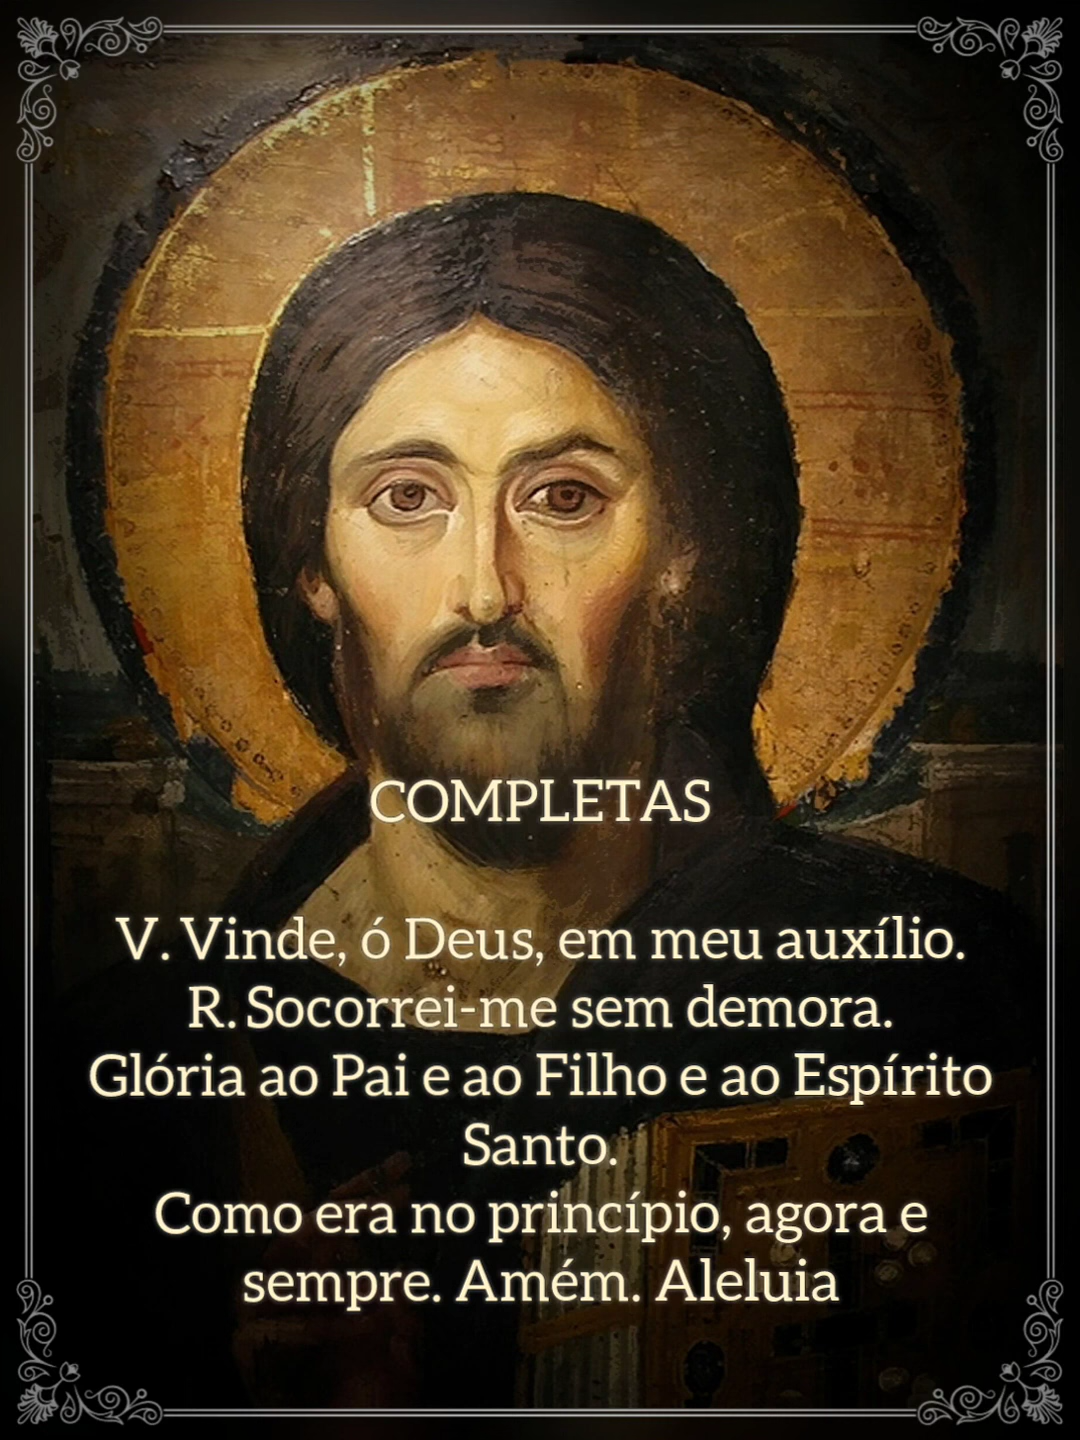 COMPLETAS
V. Vinde, ó Deus, em meu auxílio.
R. Socorrei-me sem demora.
Glória ao Pai e ao Filho e ao Espírito
Santo.
Como era no princípio, agora e
sempre. Amém. Aleluia